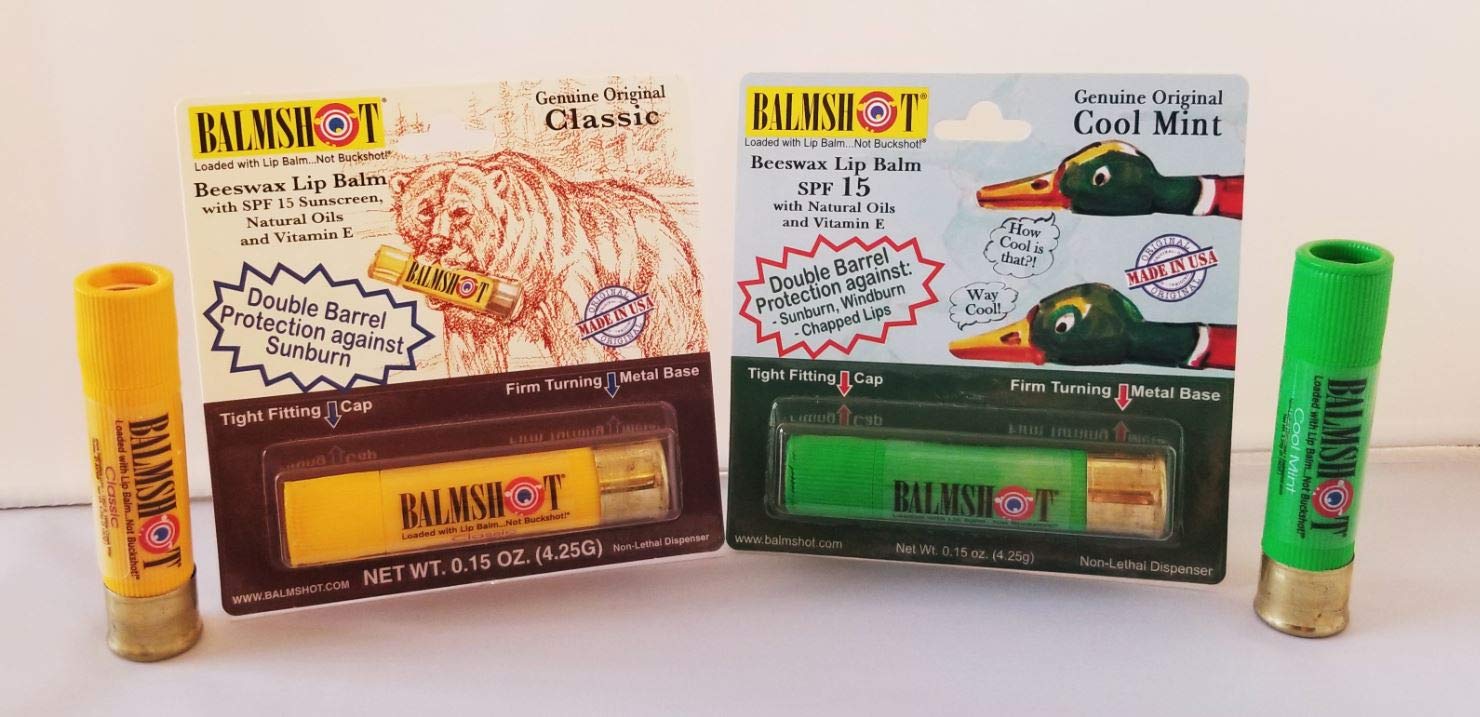 BALMSHOT®
Loaded with Lip Balm...Not Buckshot!®
Genuine Original
Classic
Beeswax Lip Balm
with SPF 15 Sunscreen,
Natural Oils
and Vitamin E
BALMSHOT
Double Barrel
Protection against
Sunburn
ORIGINAL
MADE IN USA
ORIGINAL
Tight Fitting Cap
Firm Turning Metal Base
BALMSHOT®
Loaded with Lip Balm...Not Buckshot!®
Classic
WWW.BALMSHOT.COM
NET WT. 0.15 OZ. (4.25G)
Non-Lethal Dispenser
BALMSHOT®
Loaded with Lip Balm...Not Buckshot!®
Genuine Original
Cool Mint
Beeswax Lip Balm
SPF 15
with Natural Oils
and Vitamin E
How
Cool is
that?!
Way
Cool!
Double Barrel
Protection against:
- Sunburn, Windburn
- Chapped Lips
ORIGINAL
MADE IN USA
ORIGINAL
Tight Fitting Cap
Firm Turning Metal Base
BALMSHOT®
www.balmshot.com
Net Wt. 0.15 oz. (4.25g)
Non-Lethal Dispenser
BALMSHOT
Loaded with Lip Balm...Not Buckshot!®
Classic
BALMSHOT
Loaded with Lip Balm...Not Buckshot!®
Cool Mint